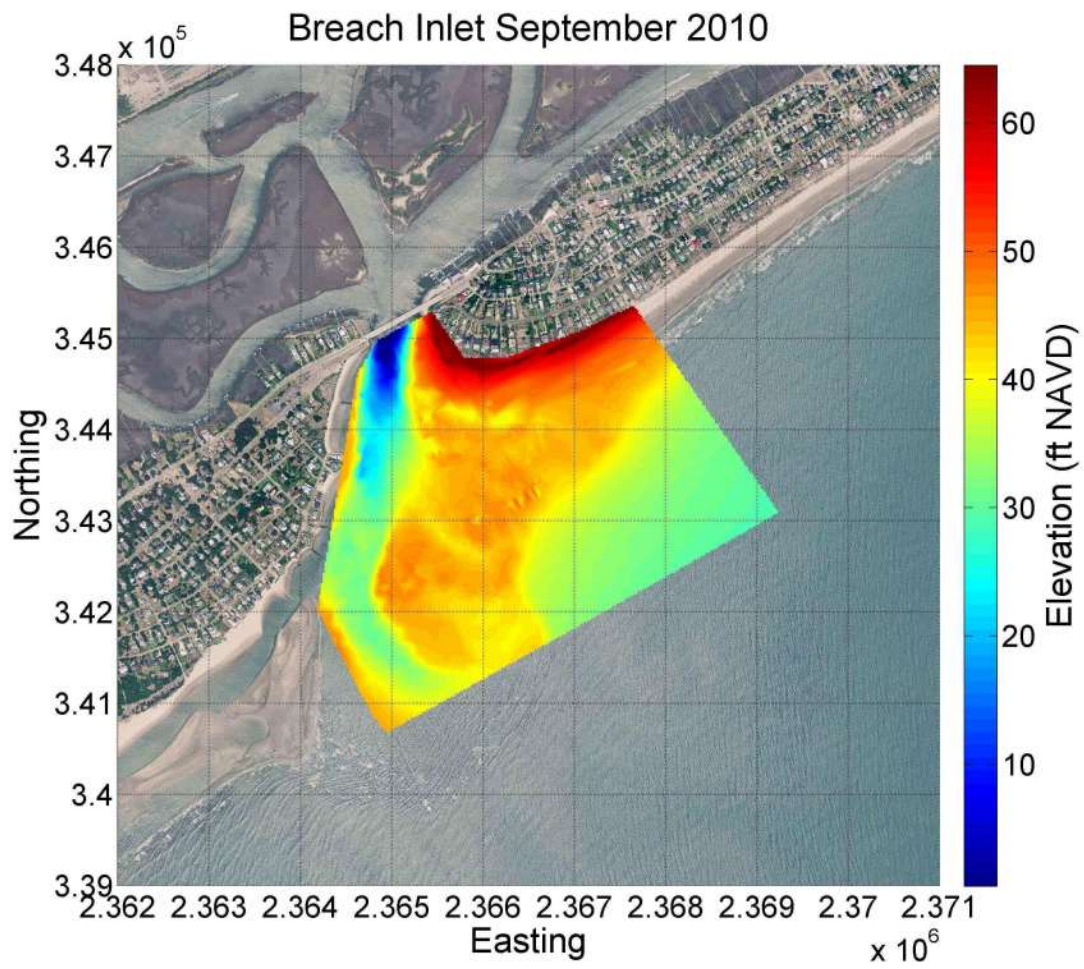 Breach Inlet September 2010
x 10^5
3.48
3.47
3.46
3.45
3.44
3.43
3.42
3.41
3.4
3.39
Northing
2.362 2.363 2.364 2.365 2.366 2.367 2.368 2.369 2.37 2.371
Easting
x 10^6
60
50
40
30
20
10
Elevation (ft NAVD)